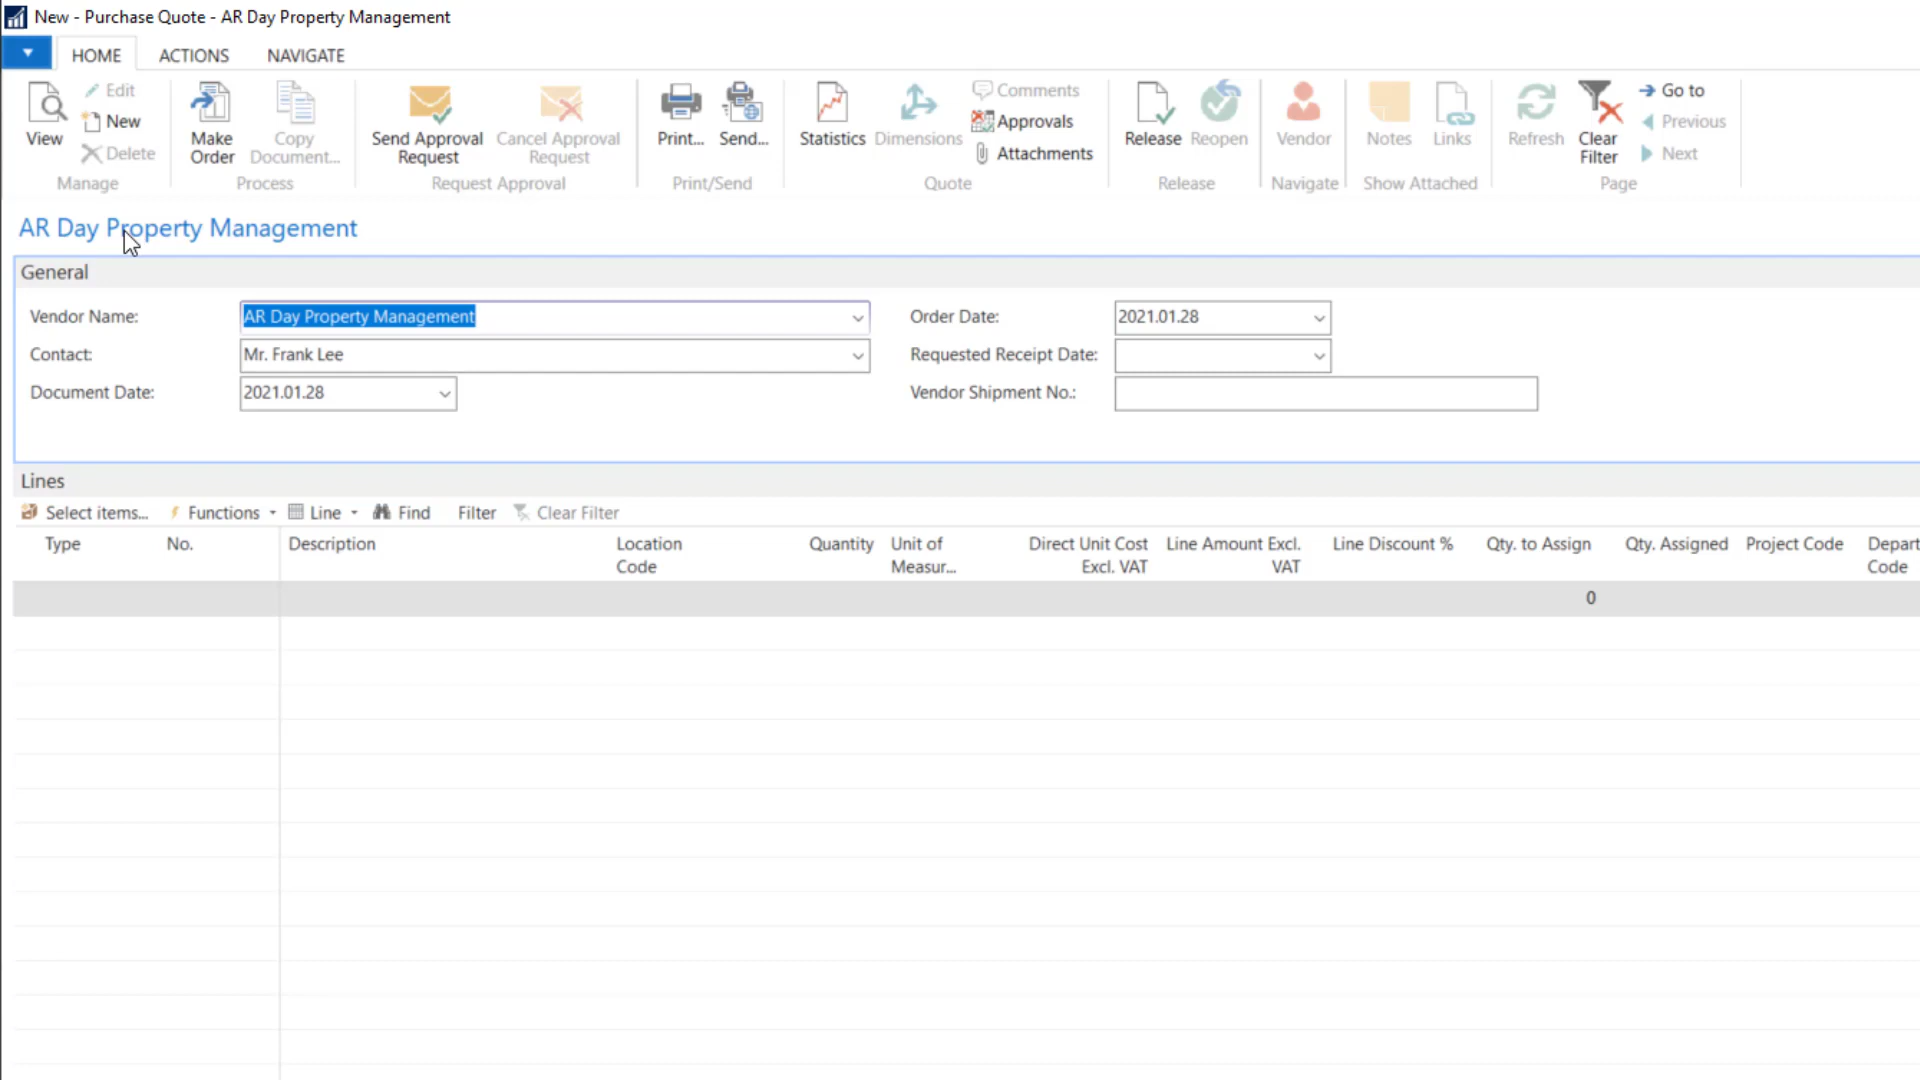 New - Purchase Quote - AR Day Property Management
HOME ACTIONS NAVIGATE
View Edit New Delete Manage
Make Order Copy Document... Process
Send Approval Request Cancel Approval Request Request Approval
Print... Send... Print/Send
Statistics Dimensions Comments Approvals Attachments Quote
Release Reopen Release
Vendor Navigate
Notes Links Show Attached
Refresh Clear Filter Go to Previous Next Page
AR Day Property Management
General
Vendor Name: AR Day Property Management Order Date: 2021.01.28
Contact: Mr. Frank Lee Requested Receipt Date:
Document Date: 2021.01.28 Vendor Shipment No.:
Lines
Select items... Functions Line Find Filter Clear Filter
Type No. Description Location Code Quantity Unit of Measur... Direct Unit Cost Excl. VAT Line Amount Excl. VAT Line Discount % Qty. to Assign Qty. Assigned Project Code Depart Code
0